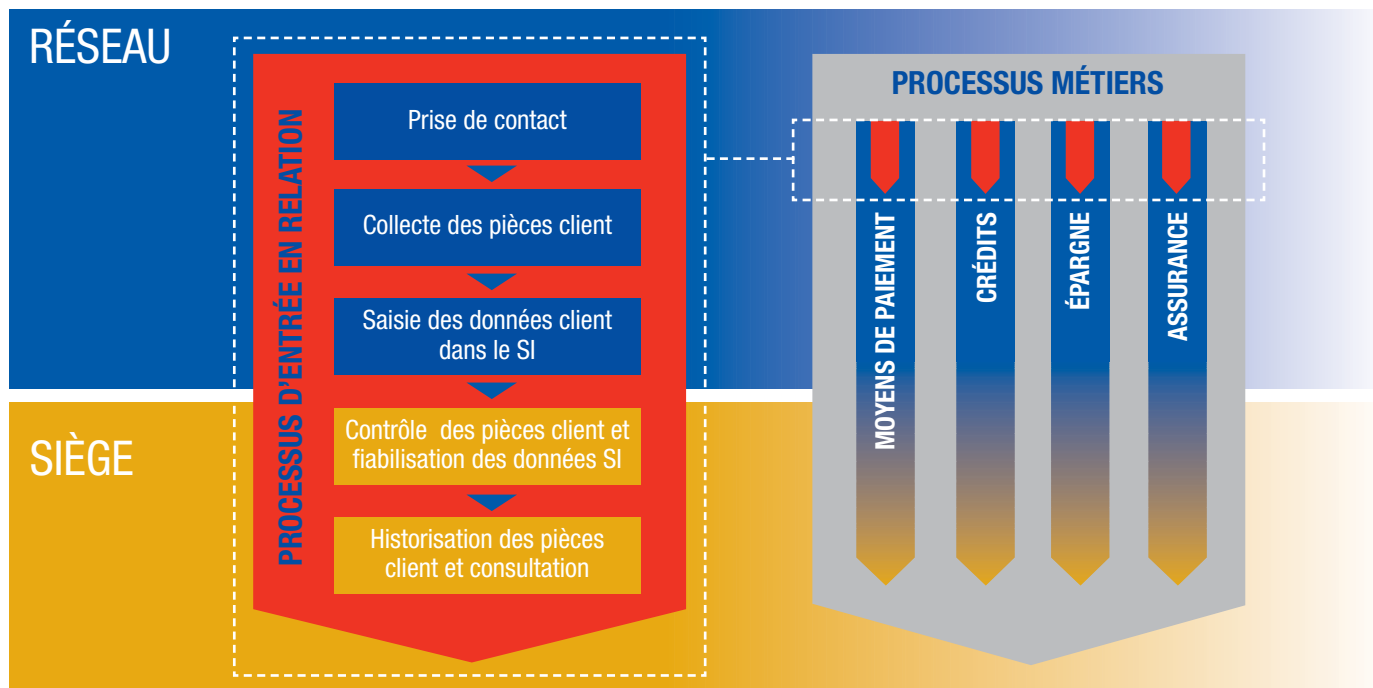 RÉSEAU
PROCESSUS D'ENTRÉE EN RELATION
Prise de contact
Collecte des pièces client
Saisie des données client
dans le SI
SIÈGE
Contrôle  des pièces client et
fiabilisation des données SI
Historisation des pièces
client et consultation
PROCESSUS MÉTIERS
MOYENS DE PAIEMENT
CRÉDITS
ÉPARGNE
ASSURANCE